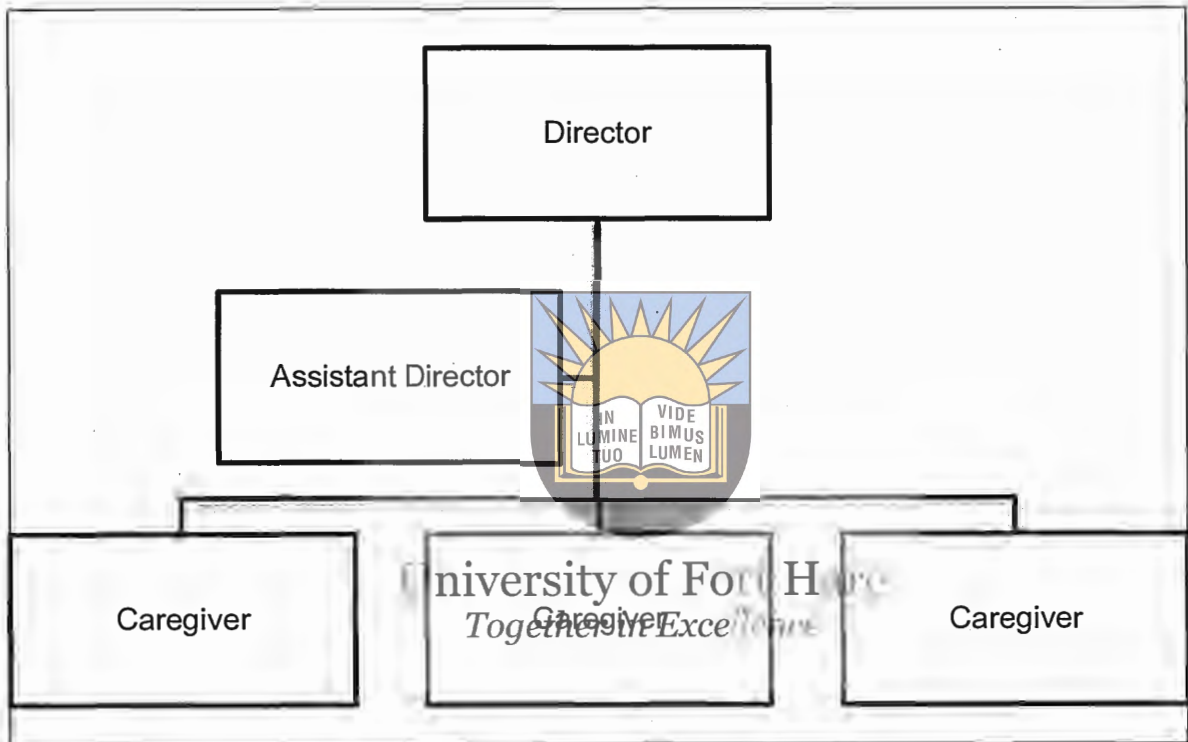 Director
Assistant Director
IN
LUMINE
TUO
VIDE
BIMUS
LUMEN
University of Fort Hare
Together in Excellence
Caregiver
Caregiver
Caregiver